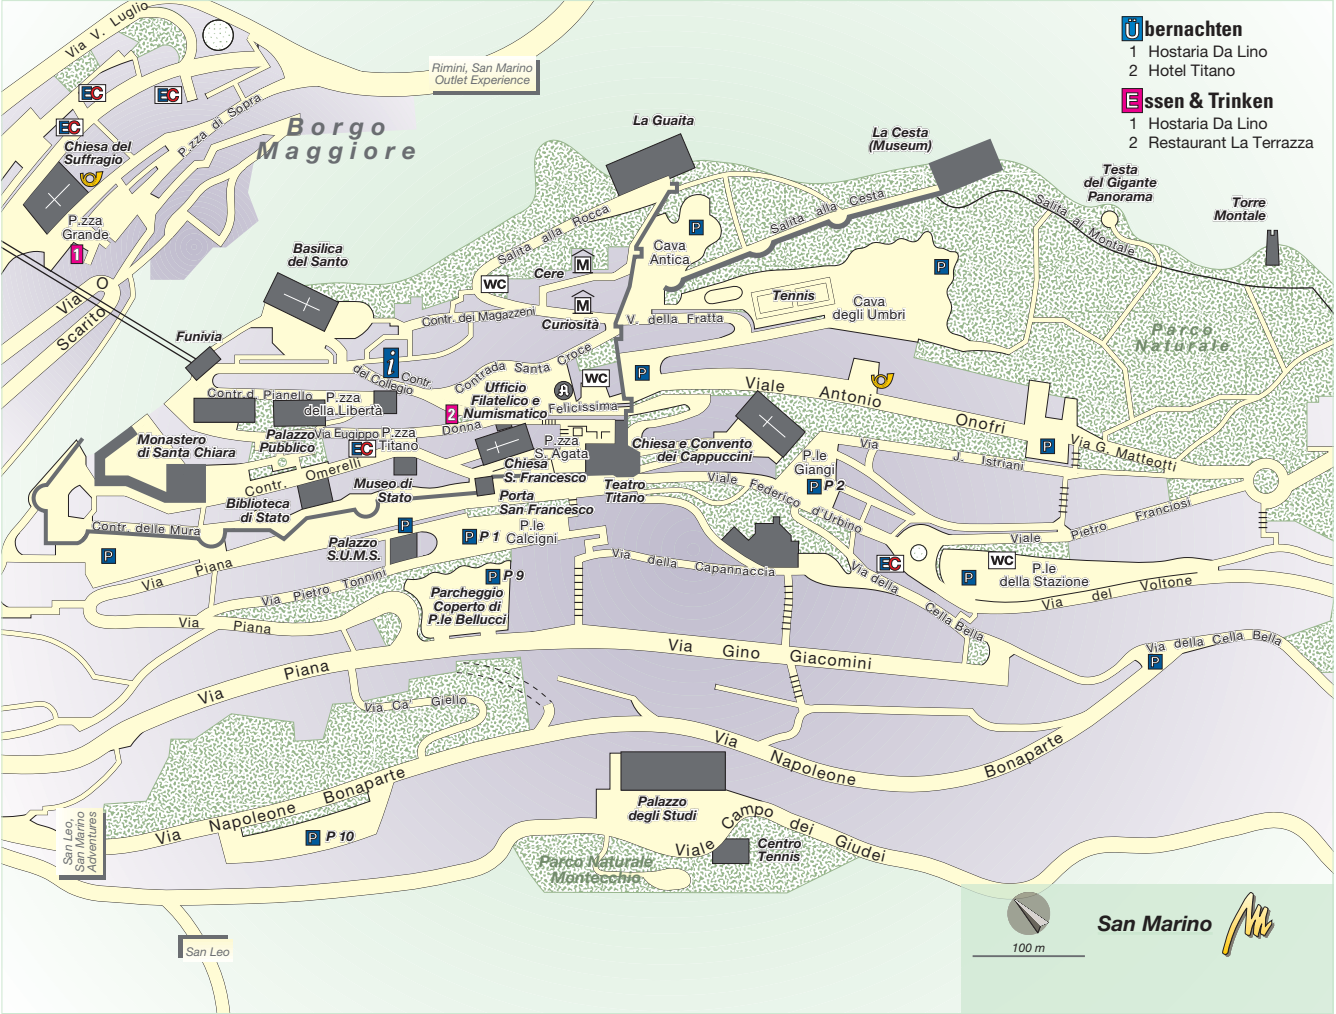 Via V. Luglio
Rimini, San Marino
Outlet Experience
Übernachten
1 Hostaria Da Lino
2 Hotel Titano
Essen & Trinken
1 Hostaria Da Lino
2 Restaurant La Terrazza
EC
EC
EC
P.zza di Sopra
Borgo
Maggiore
Chiesa del
Suffragio
P.zza
Grande
1
Via O
Scarito
La Guaita
La Cesta
(Museum)
Testa
del Gigante
Panorama
Torre
Montale
Salita al Montale
Salita alla Cesta
Salita alla Rocca
Basilica
del Santo
Cava
Antica
P
P
Cere
M
WC
M
Curiosità
Contr. dei Magazzeni
V. della Fratta
Tennis
Cava
degli Umbri
Parco
Naturale
Funivia
i
Contr.
del Collegio
Contrada Santa Croce
WC
P
Viale Antonio Onofri
Contr.d. Pianello
P.zza
della Libertà
Ufficio
Filatelico e
Numismatico
2
Donna Felicissima
Palazzo
Pubblico
Via Eugippo
P.zza
Titano
EC
Monastero
di Santa Chiara
Contr. Omerelli
P.zza
S. Agata
Chiesa
S. Francesco
Chiesa e Convento
dei Cappuccini
Teatro
Titano
Museo di
Stato
Biblioteca
di Stato
Porta
San Francesco
P.le
Giangi
P P 2
Via J. Istriani
P
Via G. Matteotti
Viale Federico d'Urbino
Viale Pietro Franciosi
Contr. delle Mura
P
P
P P 1
P.le
Calcigni
Palazzo
S.U.M.S.
Via Piana
Via Pietro Tonnini
P P 9
Parcheggio
Coperto di
P.le Bellucci
Via della Capannaccia
EC
Via della Cella Bella
P
WC
P.le
della Stazione
Via del Voltone
Via Piana
Via Piana
Via Gino Giacomini
Via della Cella Bella
P
Via Ca' Giello
Via Napoleone Bonaparte
Via Napoleone Bonaparte
P P 10
San Leo,
San Marino
Adventures
Palazzo
degli Studi
Viale Campo dei Giudei
Centro
Tennis
Parco Naturale
Montecchio
San Leo
100 m
San Marino